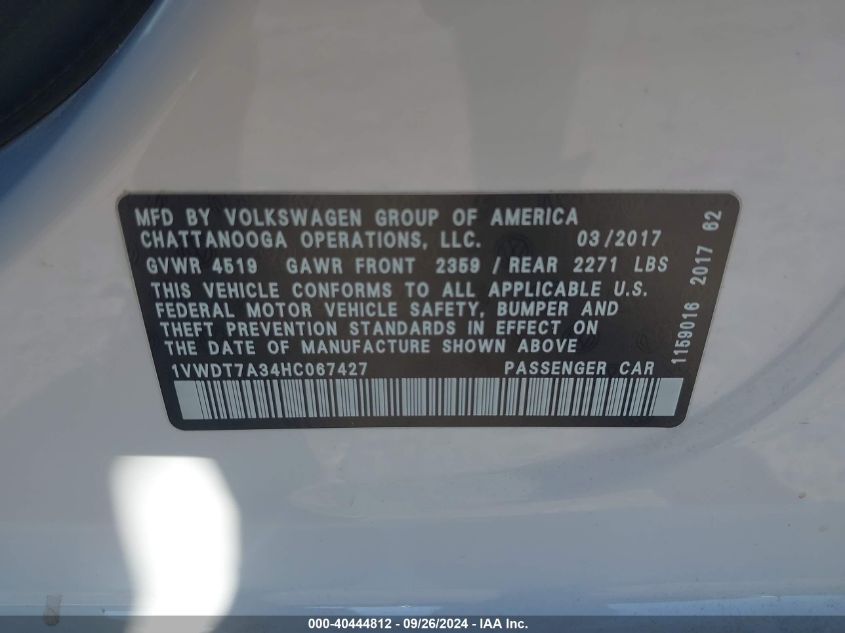 MFD BY VOLKSWAGEN GROUP OF AMERICA
CHATTANOOGA OPERATIONS, LLC. 03/2017
GVWR 4519 GAWR FRONT 2359 / REAR 2271 LBS
THIS VEHICLE CONFORMS TO ALL APPLICABLE U.S.
FEDERAL MOTOR VEHICLE SAFETY, BUMPER AND
THEFT PREVENTION STANDARDS IN EFFECT ON
THE DATE OF MANUFACTURE SHOWN ABOVE
1VWDT7A34HC067427 PASSENGER CAR
1159016 2017 62
000-40444812 - 09/26/2024 - IAA Inc.